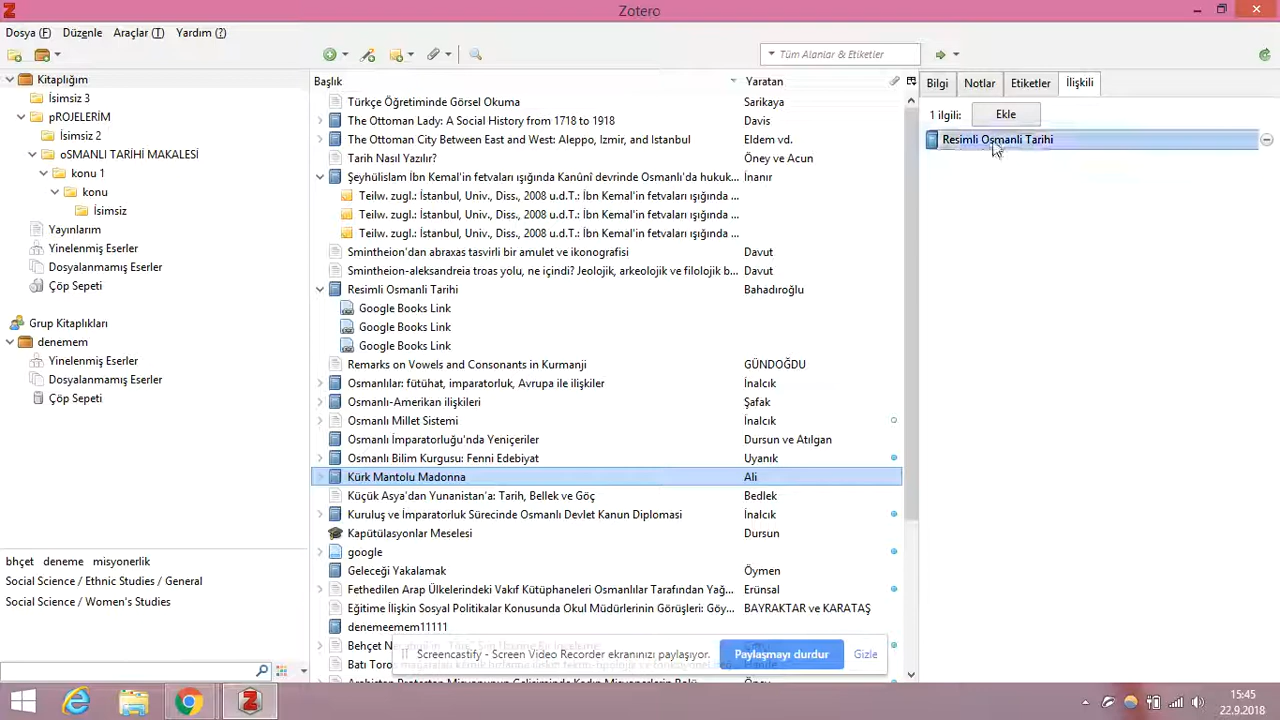 Zotero
Dosya (F) Düzenle Araçlar (T) Yardım (?)
Tüm Alanlar & Etiketler
Kitaplığım
İsimsiz 3
pROJELERİM
İsimsiz 2
oSMANLI TARİHİ MAKALESİ
konu 1
konu
İsimsiz
Yayınlarım
Yinelenmiş Eserler
Dosyalanmamış Eserler
Çöp Sepeti
Grup Kitaplıkları
denemem
Yinelenmiş Eserler
Dosyalanmamış Eserler
Çöp Sepeti
bhçet deneme misyonerlik
Social Science / Ethnic Studies / General
Social Science / Women's Studies
Başlık Yaratan
Türkçe Öğretiminde Görsel Okuma Sarikaya
The Ottoman Lady: A Social History from 1718 to 1918 Davis
The Ottoman City Between East and West: Aleppo, Izmir, and Istanbul Eldem vd.
Tarih Nasıl Yazılır? Öney ve Acun
Şeyhülislam İbn Kemal'in fetvaları ışığında Kanûnî devrinde Osmanlı'da hukuk... İnanır
Teilw. zugl.: İstanbul, Univ., Diss., 2008 u.d.T.: İbn Kemal'in fetvaları ışığında ...
Teilw. zugl.: İstanbul, Univ., Diss., 2008 u.d.T.: İbn Kemal'in fetvaları ışığında ...
Teilw. zugl.: İstanbul, Univ., Diss., 2008 u.d.T.: İbn Kemal'in fetvaları ışığında ...
Smintheion'dan abraxas tasvirli bir amulet ve ikonografisi Davut
Smintheion-aleksandreia troas yolu, ne içindi? Jeolojik, arkeolojik ve filolojik b... Davut
Resimli Osmanli Tarihi Bahadıroğlu
Google Books Link
Google Books Link
Google Books Link
Remarks on Vowels and Consonants in Kurmanji GÜNDOĞDU
Osmanlılar: fütühat, imparatorluk, Avrupa ile ilişkiler İnalcık
Osmanlı-Amerikan ilişkileri Şafak
Osmanlı Millet Sistemi İnalcık
Osmanlı İmparatorluğu'nda Yeniçeriler Dursun ve Atılgan
Osmanlı Bilim Kurgusu: Fenni Edebiyat Uyanık
Kürk Mantolu Madonna Ali
Küçük Asya'dan Yunanistan'a: Tarih, Bellek ve Göç Bedlek
Kuruluş ve İmparatorluk Sürecinde Osmanlı Devlet Kanun Diplomasi İnalcık
Kapütülasyonlar Meselesi Dursun
google
Geleceği Yakalamak Öymen
Fethedilen Arap Ülkelerindeki Vakıf Kütüphaneleri Osmanlılar Tarafından Yağ... Erünsal
Eğitime İlişkin Sosyal Politikalar Konusunda Okul Müdürlerinin Görüşleri: Göy... BAYRAKTAR ve KARATAŞ
denemeemem11111
Screencastify - Screen Video Recorder ekranınızı paylaşıyor. Paylaşmayı durdur Gizle
Bilgi Notlar Etiketler İlişkili
1 ilgili: Ekle
Resimli Osmanli Tarihi
15:45
22.9.2018